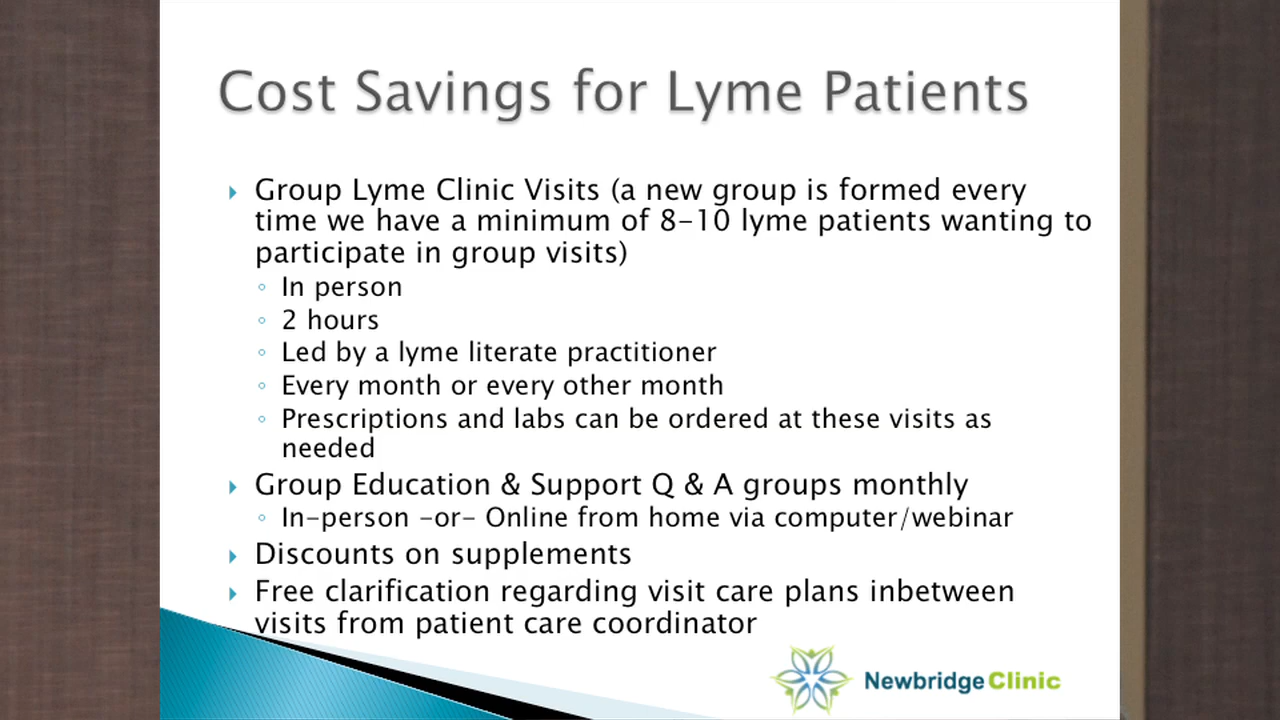 Cost Savings for Lyme Patients
Group Lyme Clinic Visits (a new group is formed every
time we have a minimum of 8-10 lyme patients wanting to
participate in group visits)
In person
2 hours
Led by a lyme literate practitioner
Every month or every other month
Prescriptions and labs can be ordered at these visits as
needed
Group Education & Support Q & A groups monthly
In-person -or- Online from home via computer/webinar
Discounts on supplements
Free clarification regarding visit care plans inbetween
visits from patient care coordinator
Newbridge Clinic